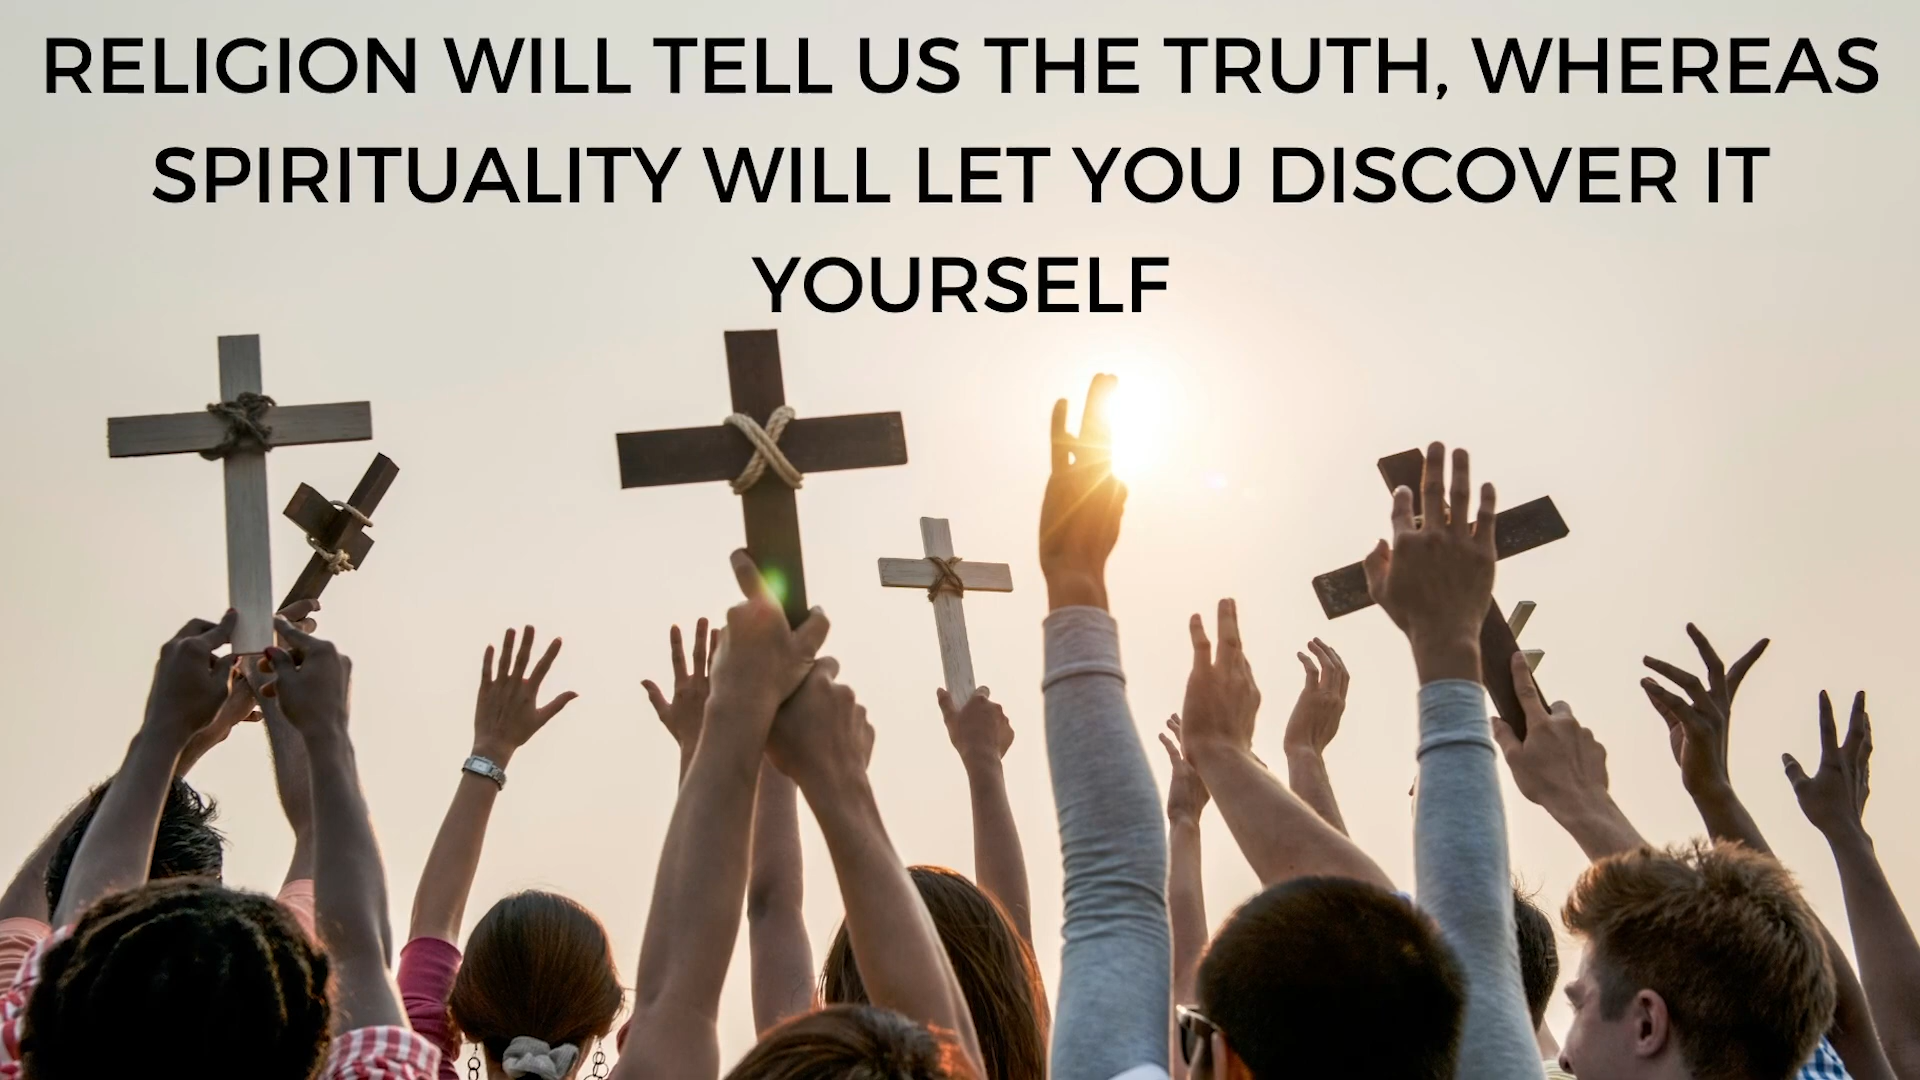 RELIGION WILL TELL US THE TRUTH, WHEREAS
SPIRITUALITY WILL LET YOU DISCOVER IT
YOURSELF